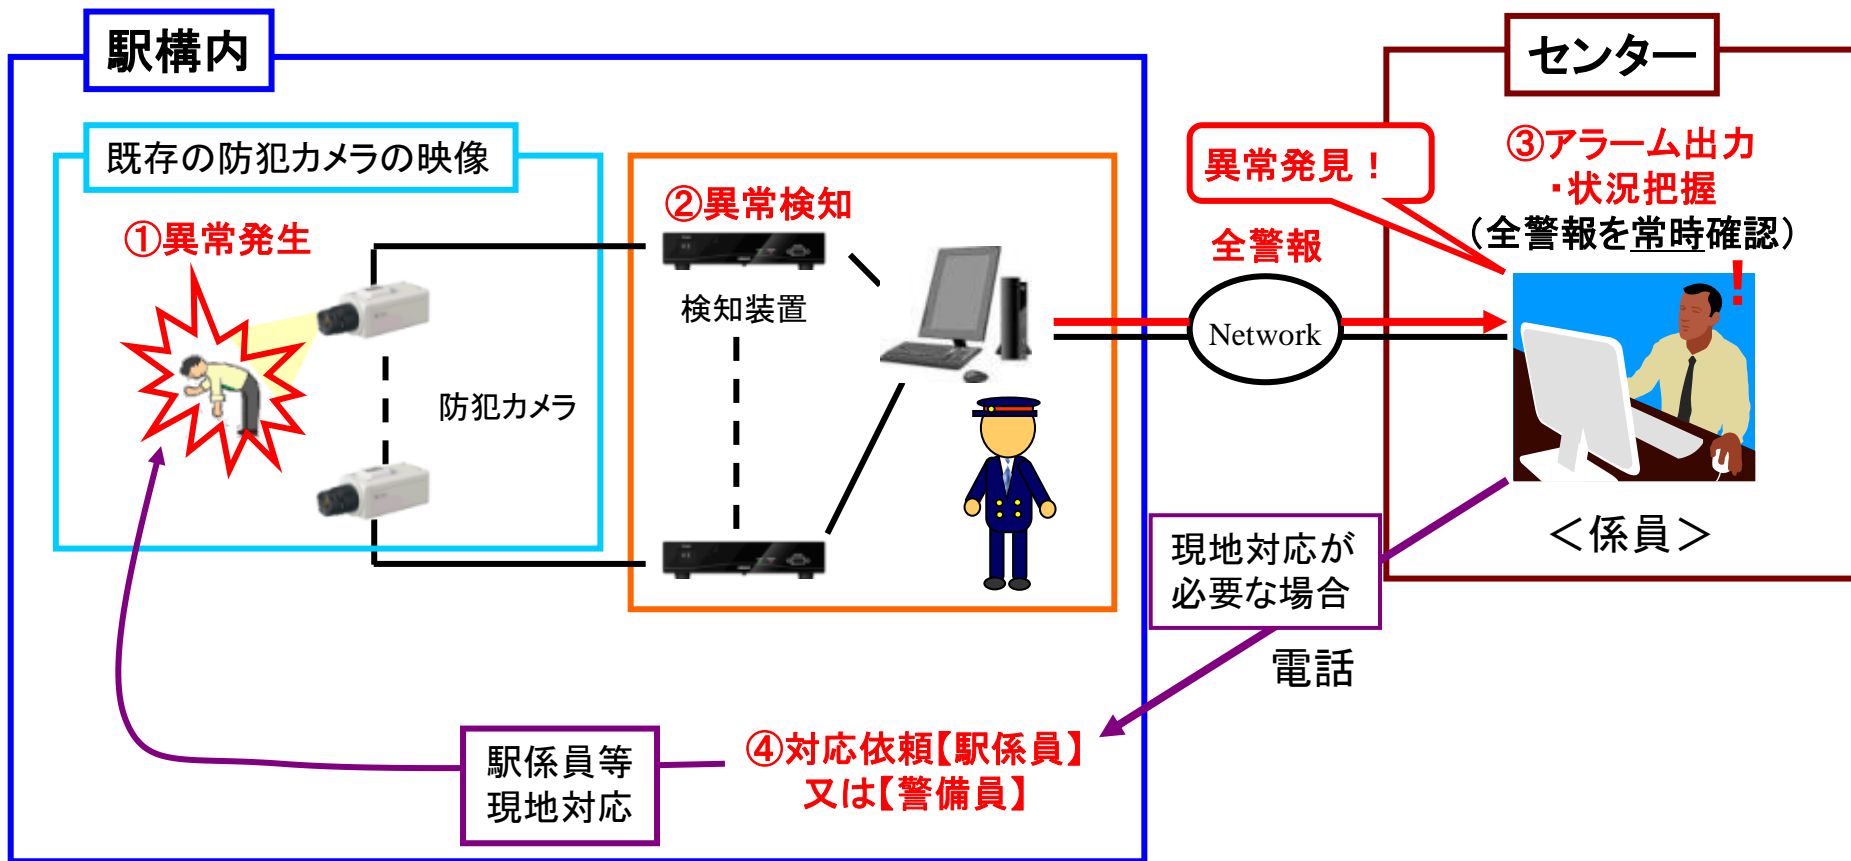 駅構内
センター
既存の防犯カメラの映像
①異常発生
防犯カメラ
②異常検知
検知装置
異常発見!
全警報
Network
③アラーム出力
・状況把握
(全警報を常時確認)
!
<係員>
現地対応が
必要な場合
電話
④対応依頼【駅係員】
又は【警備員】
駅係員等
現地対応